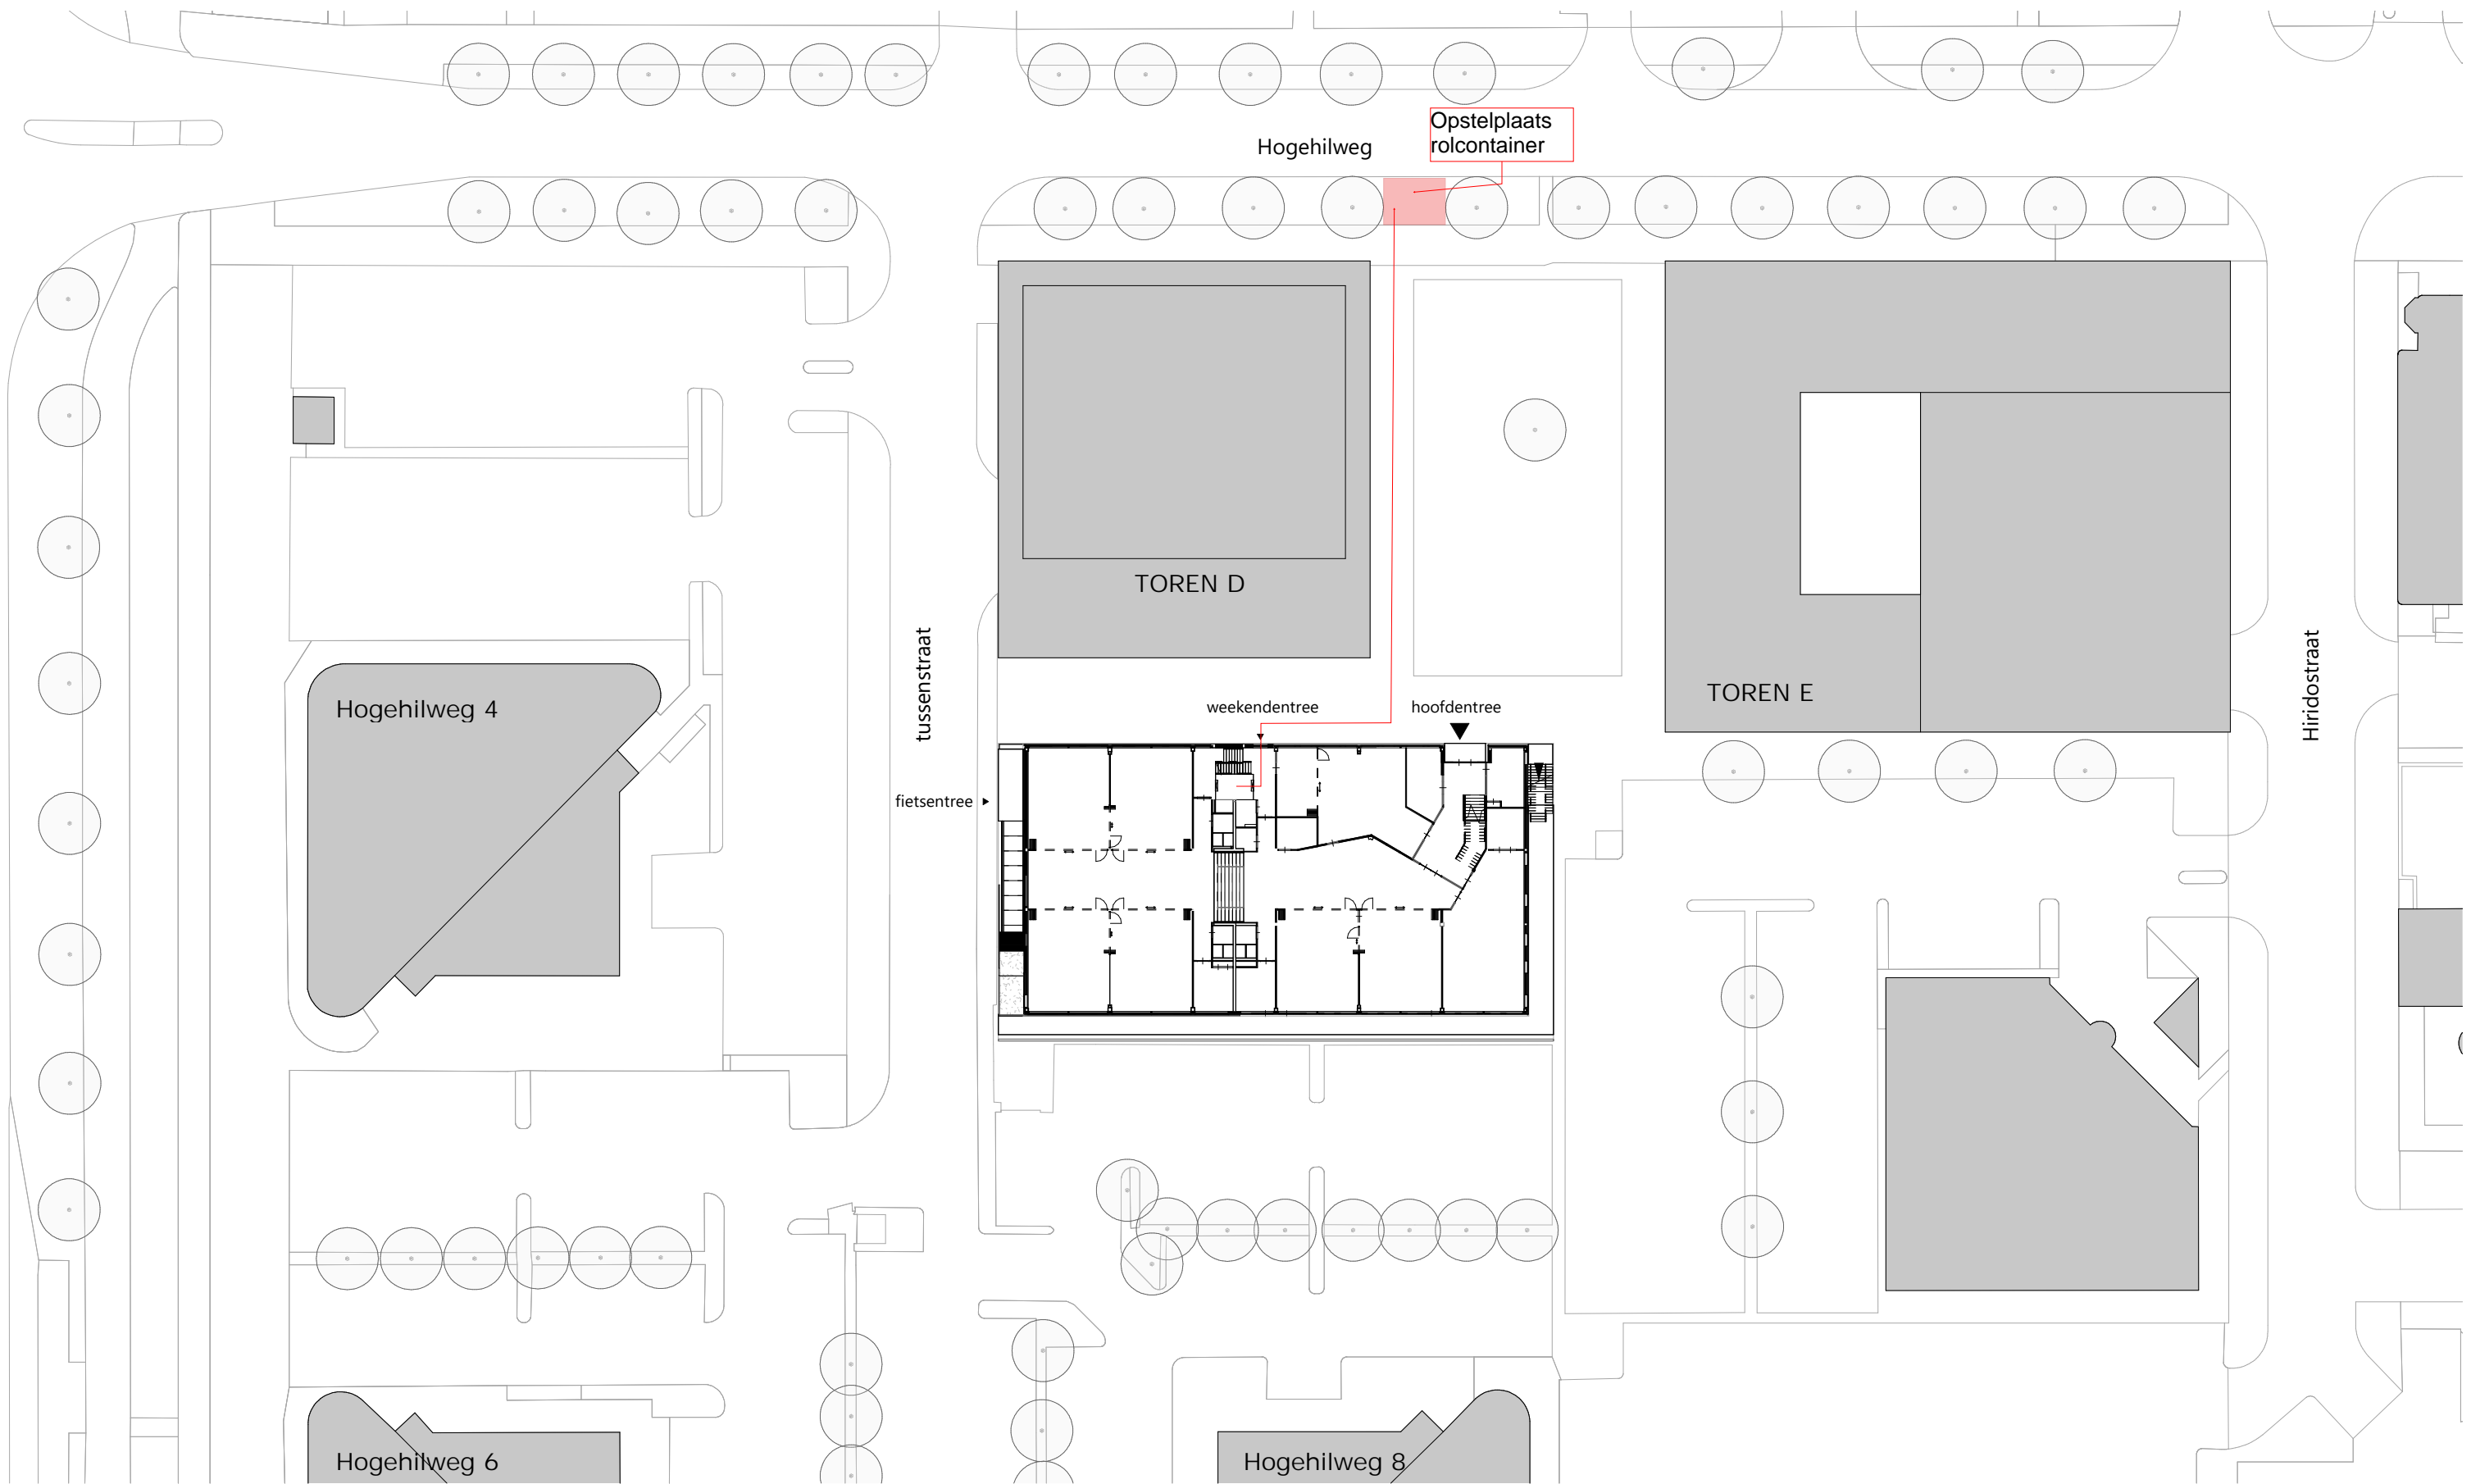 Opstelplaats
rolcontainer
Hogehilweg
TOREN D
tussenstraat
Hiridostraat
TOREN E
Hogehilweg 4
weekendentree
hoofdentree
fietsentree
Hogehilweg 6
Hogehilweg 8